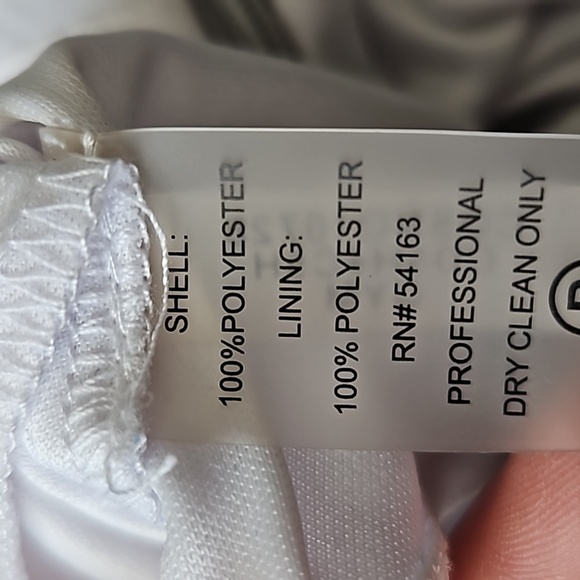 SHELL:
100%POLYESTER
LINING:
100% POLYESTER
RN# 54163
PROFESSIONAL
DRY CLEAN ONLY
P